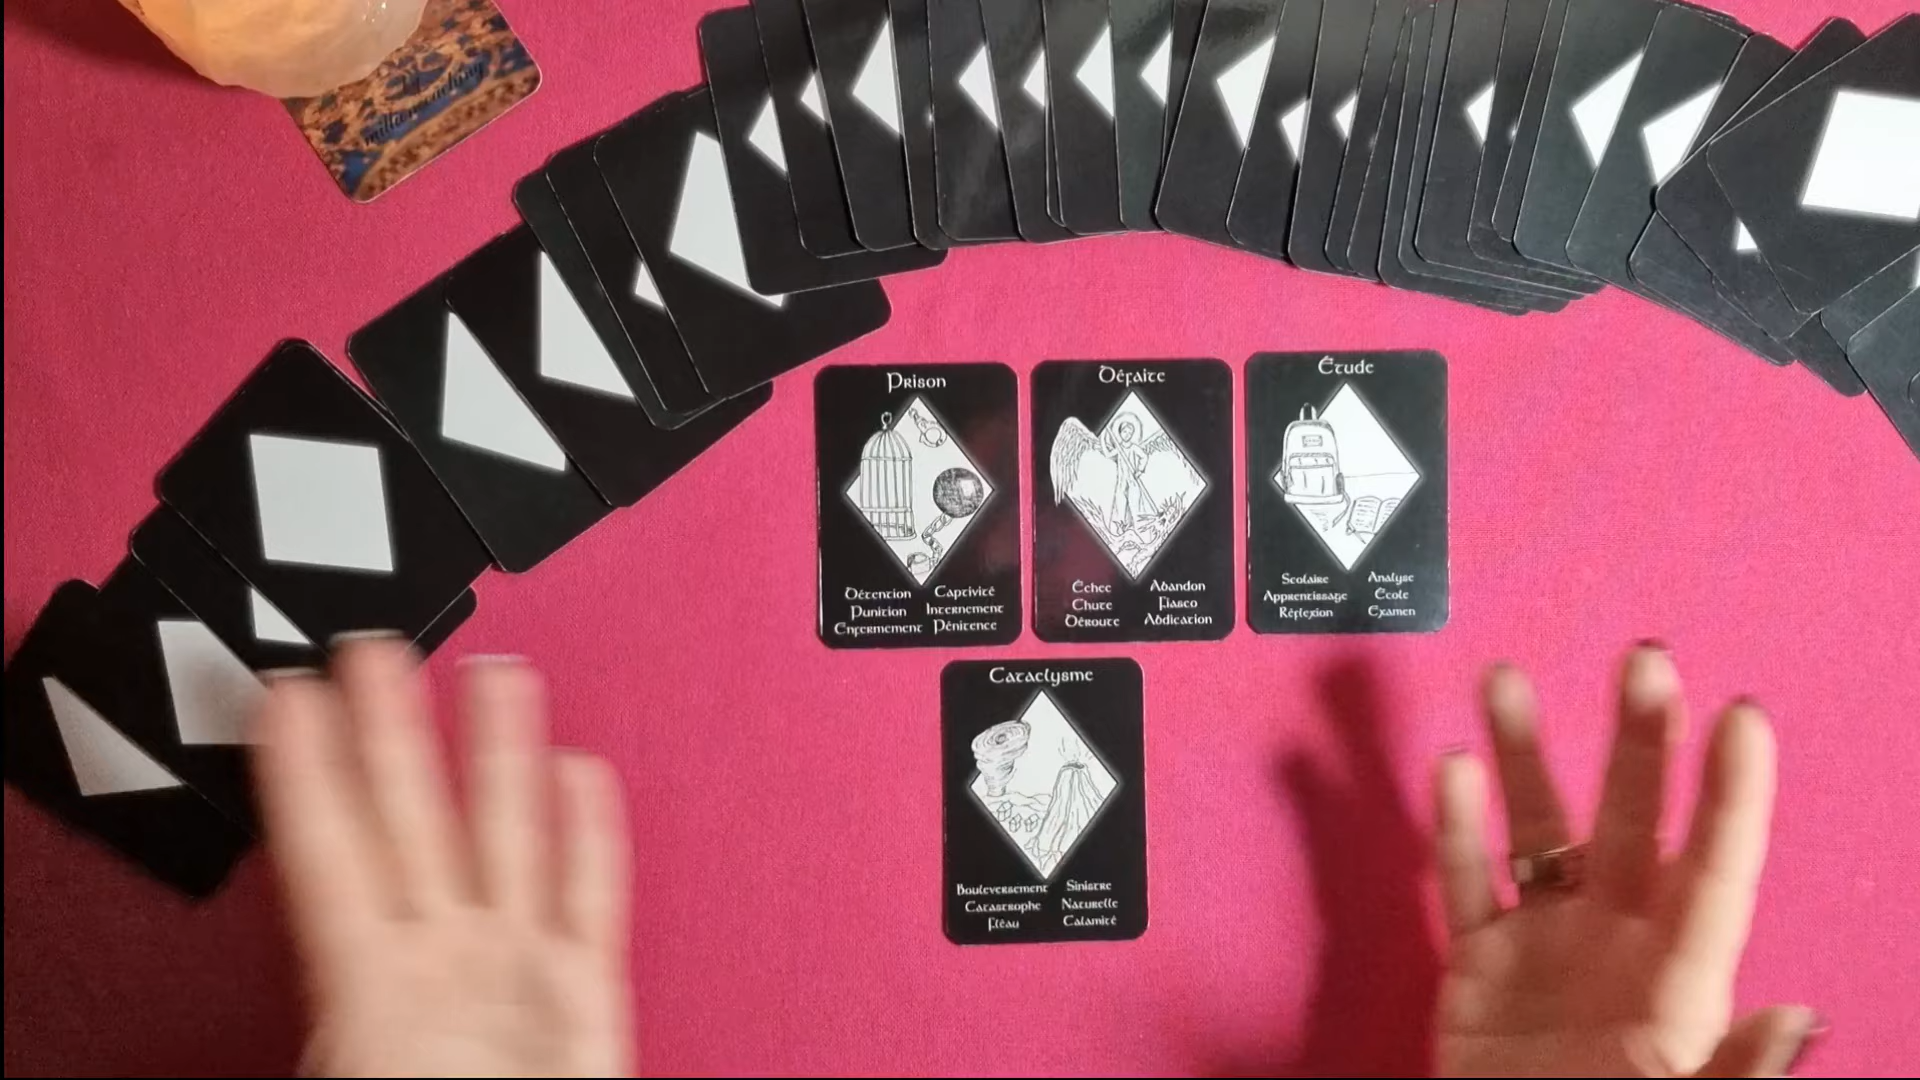 Prison
Détention Captivité
Punition Internement
Enfermement Pénitence
Défaite
Échec Abandon
Chute Fiasco
Déroute Abdication
Étude
Scolaire Analyse
Apprentissage École
Réflexion Examen
Cataclysme
Bouleversement Sinistre
Catastrophe Naturelle
Fléau Calamité